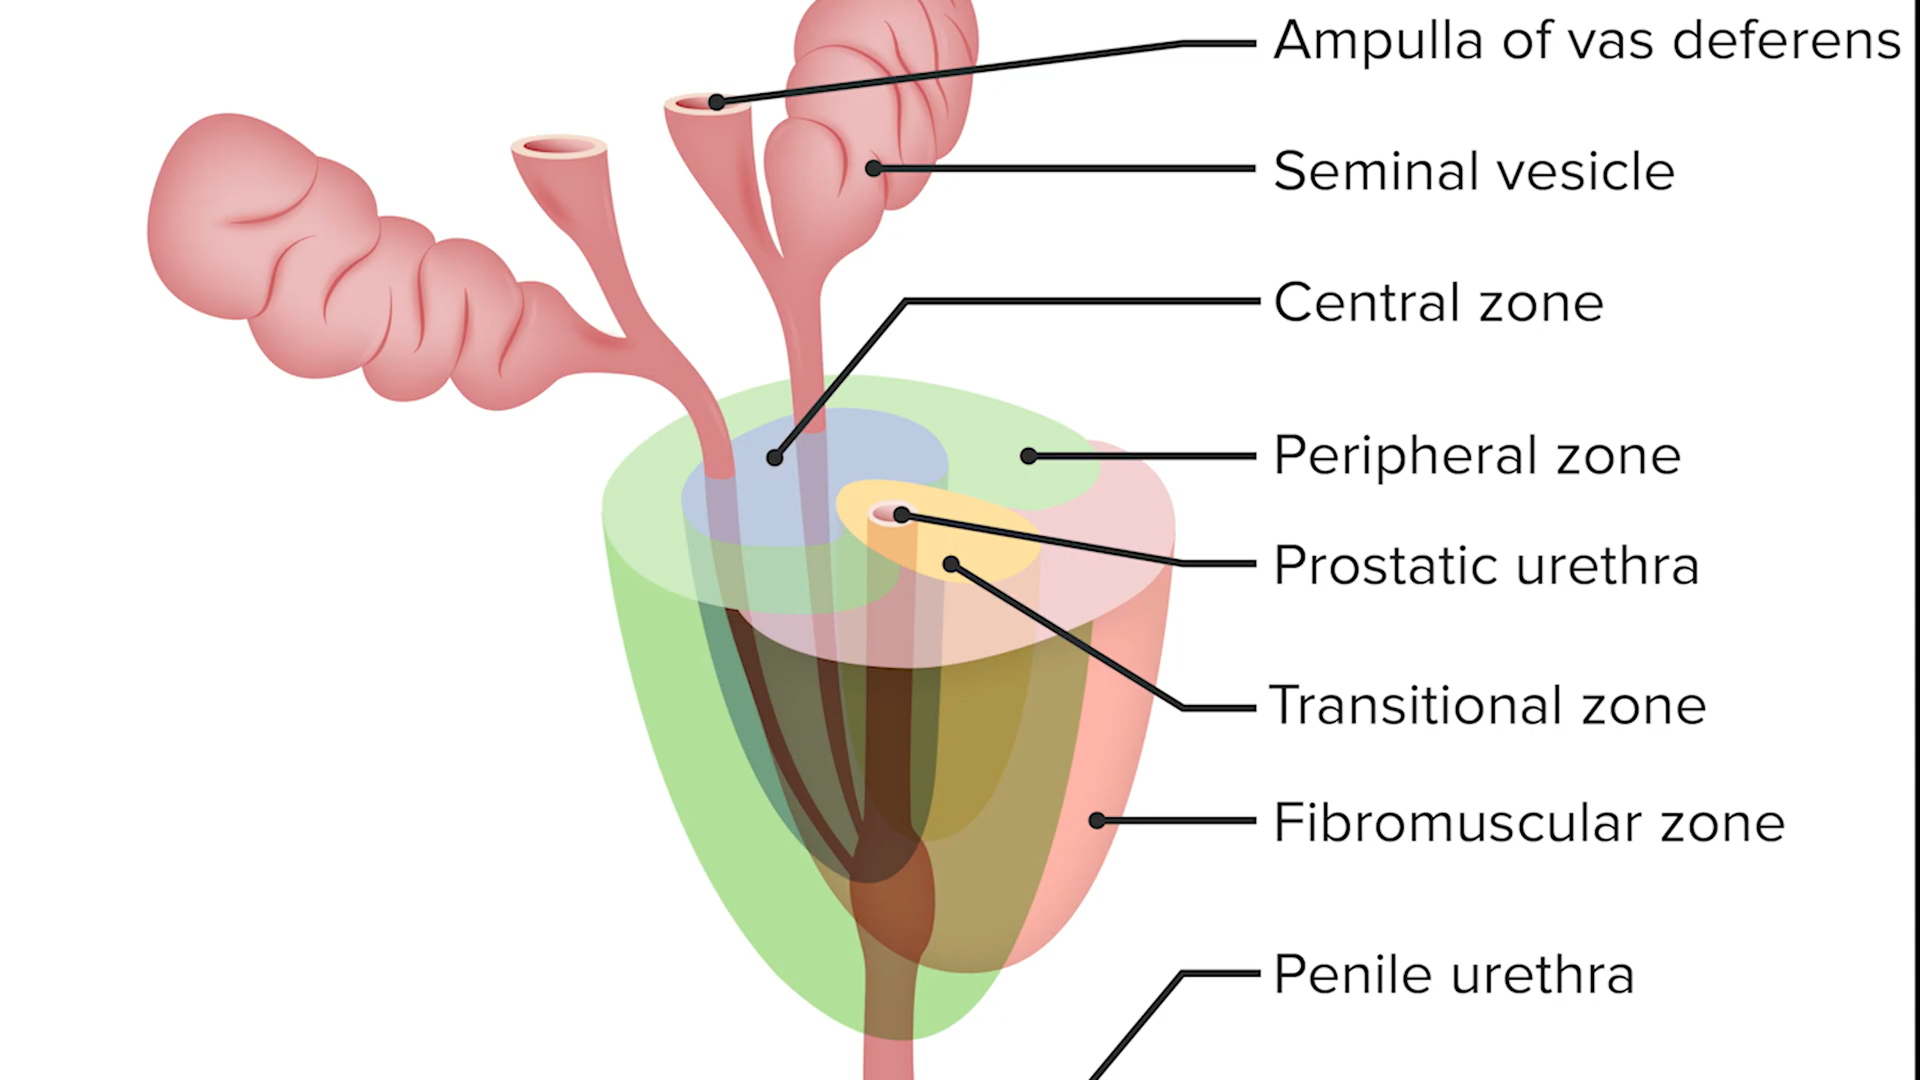 Ampulla of vas deferens
Seminal vesicle
Central zone
Peripheral zone
Prostatic urethra
Transitional zone
Fibromuscular zone
Penile urethra